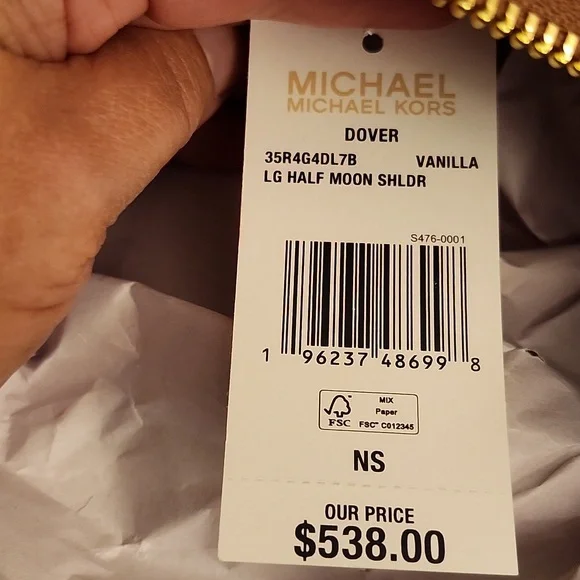 MICHAEL
MICHAEL KORS
DOVER
35R4G4DL7B VANILLA
LG HALF MOON SHLDR
S476-0001
1 96237 48699 8
MIX
Paper
FSC FSC™ C012345
NS
OUR PRICE
$538.00